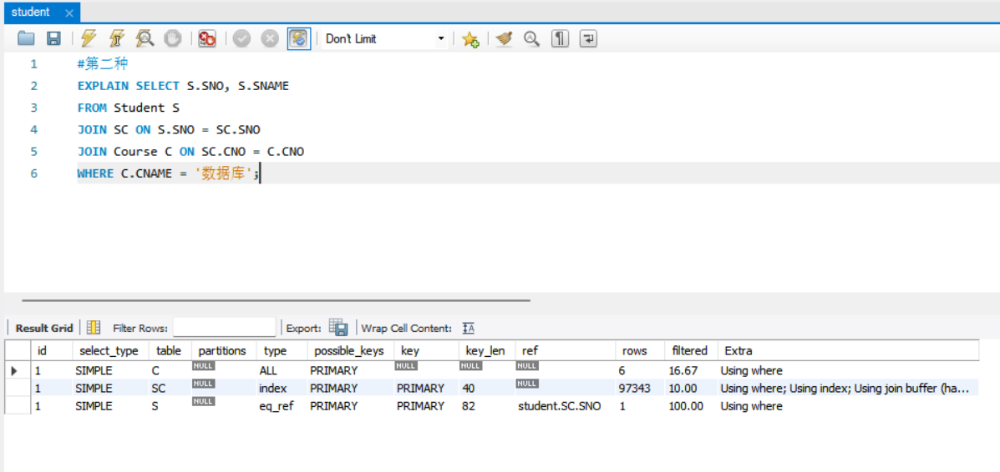 student ×
Don't Limit
1 #第二种
2 EXPLAIN SELECT S.SNO, S.SNAME
3 FROM Student S
4 JOIN SC ON S.SNO = SC.SNO
5 JOIN Course C ON SC.CNO = C.CNO
6 WHERE C.CNAME = '数据库';
Result Grid Filter Rows: Export: Wrap Cell Content:
id select_type table partitions type possible_keys key key_len ref rows filtered Extra
1 SIMPLE C NULL ALL PRIMARY NULL NULL NULL 6 16.67 Using where
1 SIMPLE SC NULL index PRIMARY PRIMARY 40 NULL 97343 10.00 Using where; Using index; Using join buffer (ha...
1 SIMPLE S NULL eq_ref PRIMARY PRIMARY 82 student.SC.SNO 1 100.00 Using where